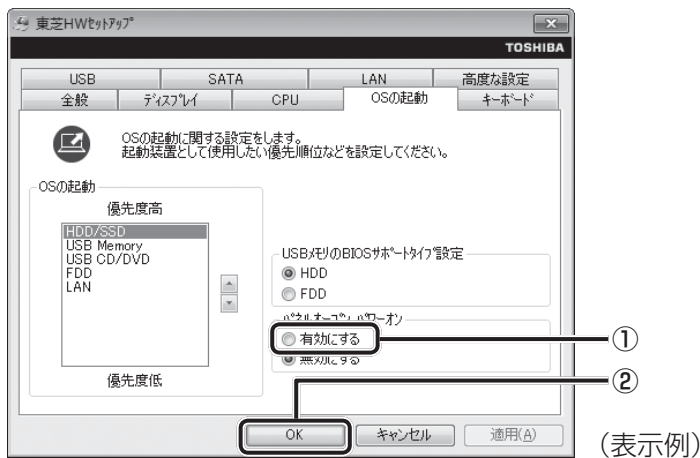 東芝HWセットアップ
TOSHIBA
USB
SATA
LAN
高度な設定
全般
ディスプレイ
CPU
OSの起動
キーボード
OSの起動に関する設定をします。
起動装置として使用したい優先順位などを設定してください。
OSの起動
優先度高
HDD/SSD
USB Memory
USB CD/DVD
FDD
LAN
優先度低
USBメモリのBIOSサポートタイプ設定
HDD
FDD
パネルオープン パワーオン
有効にする
無効にする
①
②
OK
キャンセル
適用(A)
(表示例)